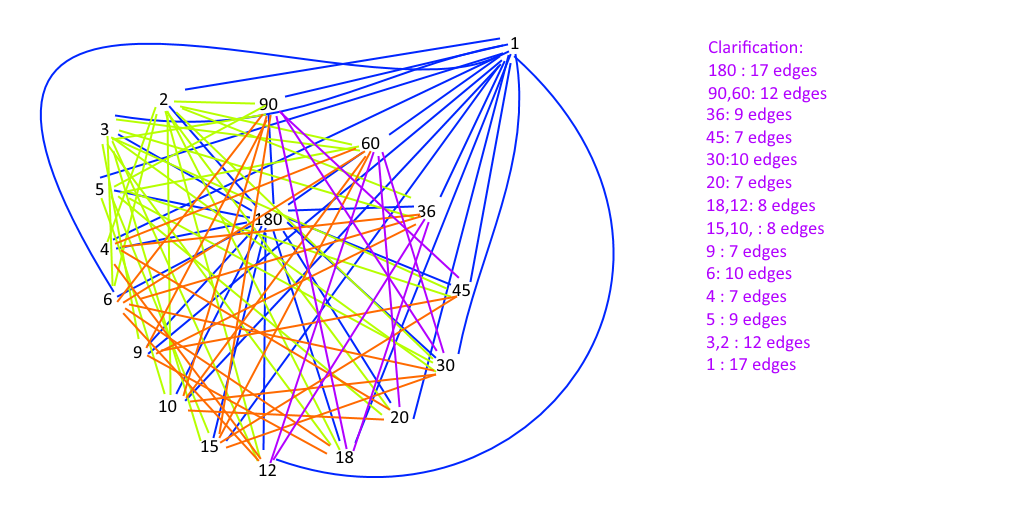 1
2
90
3
60
5
36
180
4
45
6
9
30
10
20
15
18
12
Clarification:
180 : 17 edges
90,60: 12 edges
36: 9 edges
45: 7 edges
30:10 edges
20: 7 edges
18,12: 8 edges
15,10, : 8 edges
9 : 7 edges
6: 10 edges
4 : 7 edges
5 : 9 edges
3,2 : 12 edges
1 : 17 edges